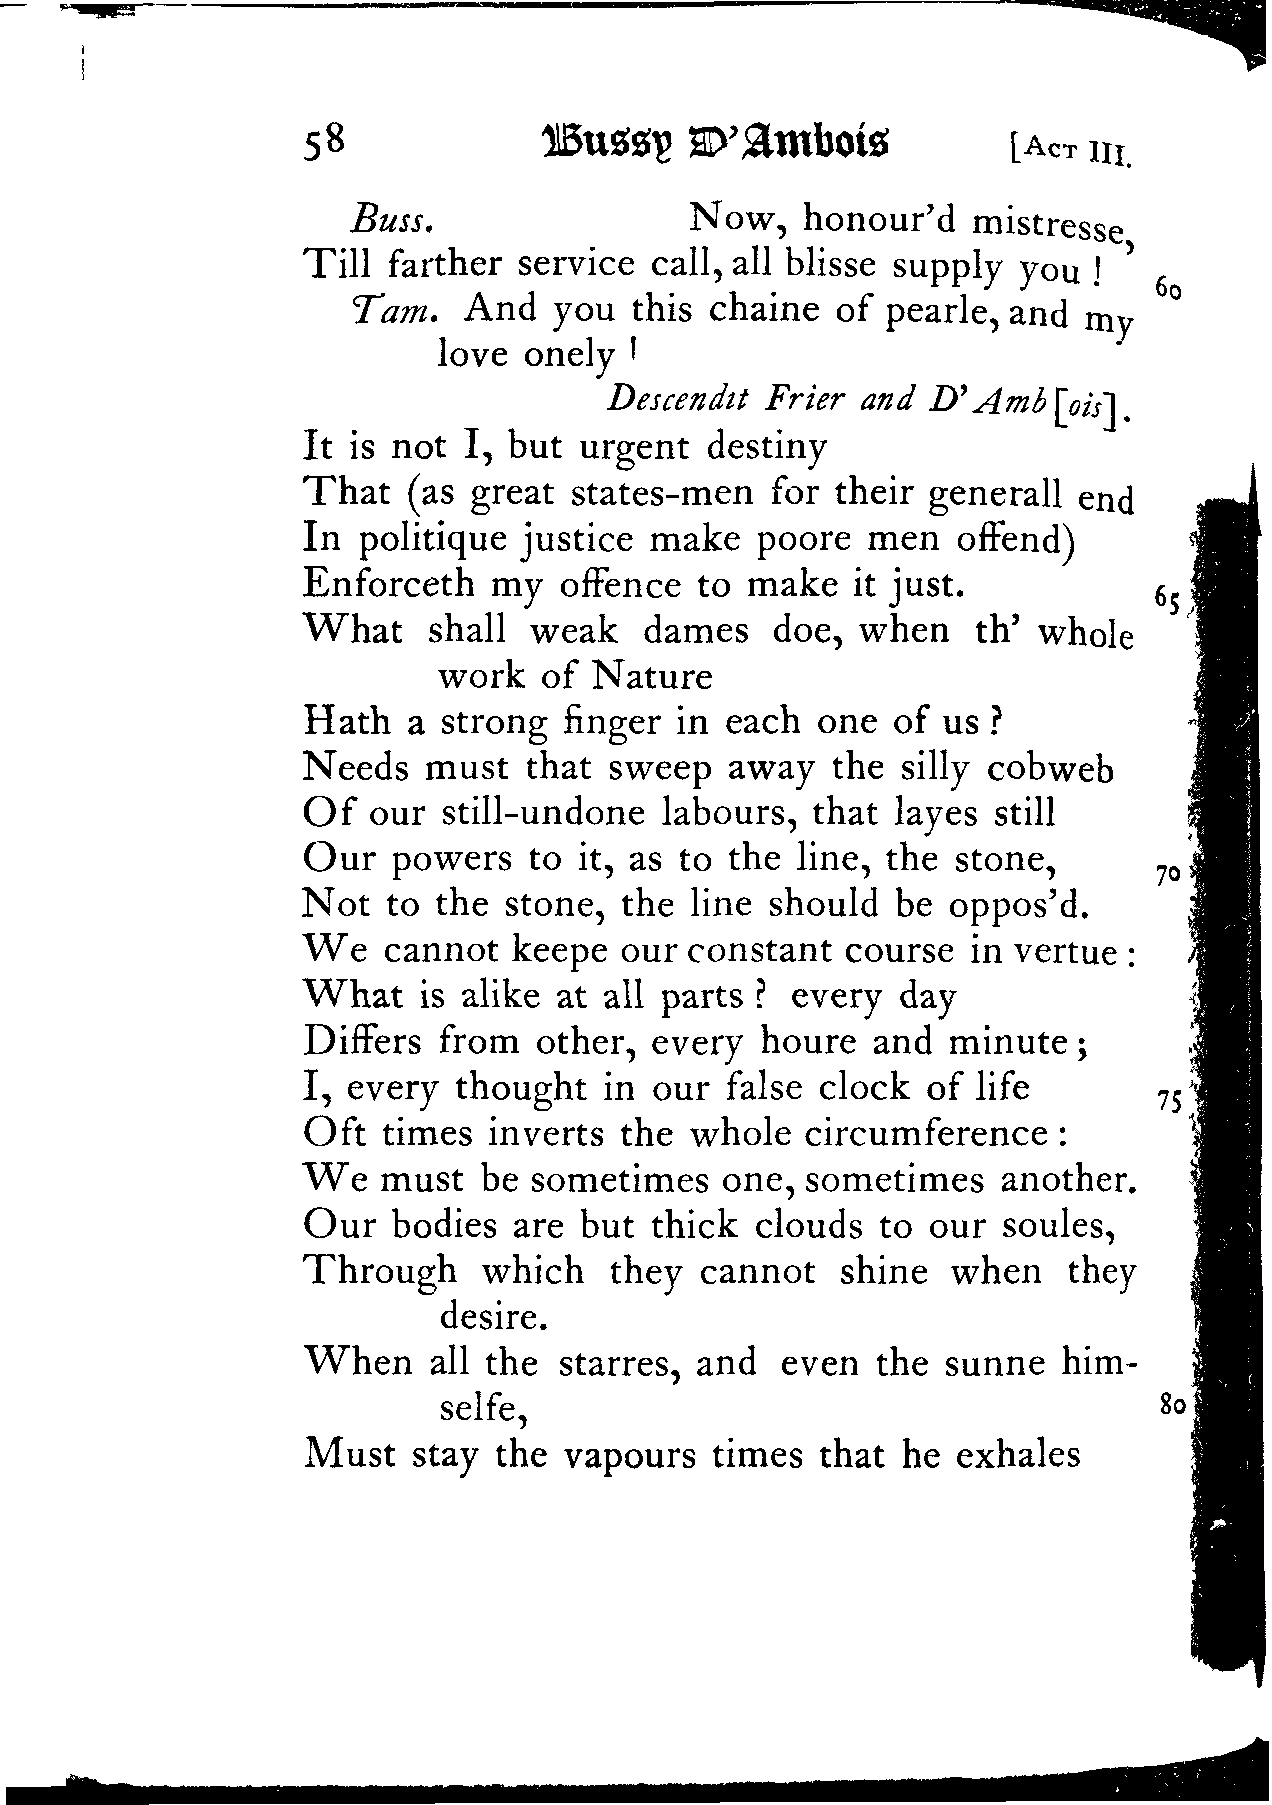 58 Bussy D'Ambois [ACT III.
Buss. Now, honour'd mistresse,
Till farther service call, all blisse supply you ! 60
Tam. And you this chaine of pearle, and my
love onely !
Descendit Frier and D'Amb[ois].
It is not I, but urgent destiny
That (as great states-men for their generall end
In politique justice make poore men offend)
Enforceth my offence to make it just. 65
What shall weak dames doe, when th' whole
work of Nature
Hath a strong finger in each one of us ?
Needs must that sweep away the silly cobweb
Of our still-undone labours, that layes still
Our powers to it, as to the line, the stone, 70
Not to the stone, the line should be oppos'd.
We cannot keepe our constant course in vertue :
What is alike at all parts ? every day
Differs from other, every houre and minute ;
I, every thought in our false clock of life 75
Oft times inverts the whole circumference :
We must be sometimes one, sometimes another.
Our bodies are but thick clouds to our soules,
Through which they cannot shine when they
desire.
When all the starres, and even the sunne him-
selfe, 80
Must stay the vapours times that he exhales